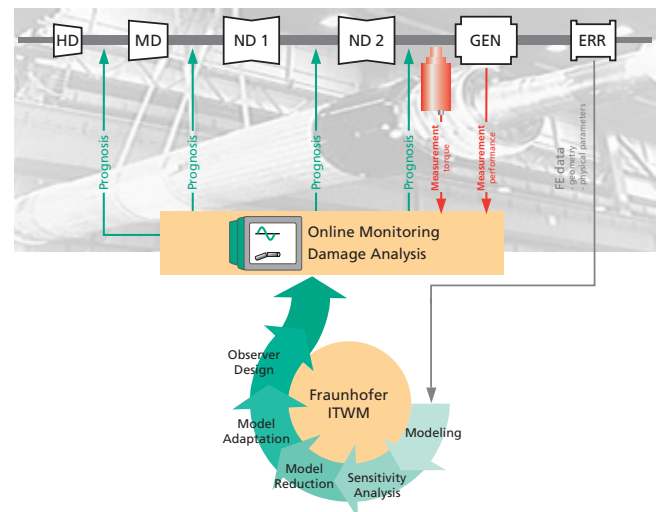 HD
MD
ND 1
ND 2
GEN
ERR
Prognosis
Prognosis
Prognosis
Prognosis
Measurement
torque
Measurement
performance
FE-data
- geometry
- physical parameters
Online Monitoring
Damage Analysis
Observer
Design
Fraunhofer
ITWM
Model
Adaptation
Modeling
Model
Reduction
Sensitivity
Analysis